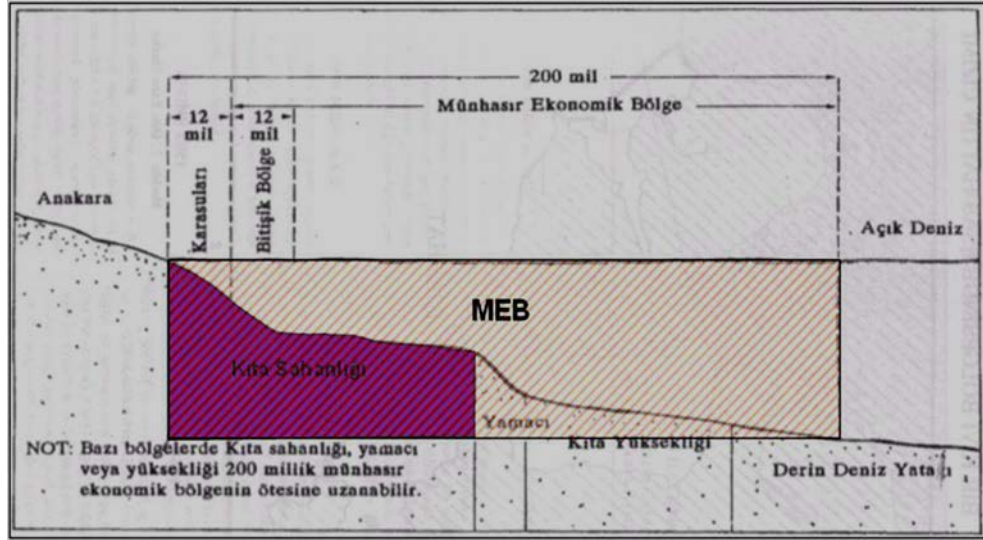 200 mil
Münhasır Ekonomik Bölge
12
mil
12
mil
Karasuları
Bitişik Bölge
Anakara
Açık Deniz
MEB
Kıta Sahanlığı
Yamacı
Kıta Yüksekliği
Derin Deniz Yatağı
NOT: Bazı bölgelerde Kıta sahanlığı, yamacı
veya yüksekliği 200 millik münhasır
ekonomik bölgenin ötesine uzanabilir.